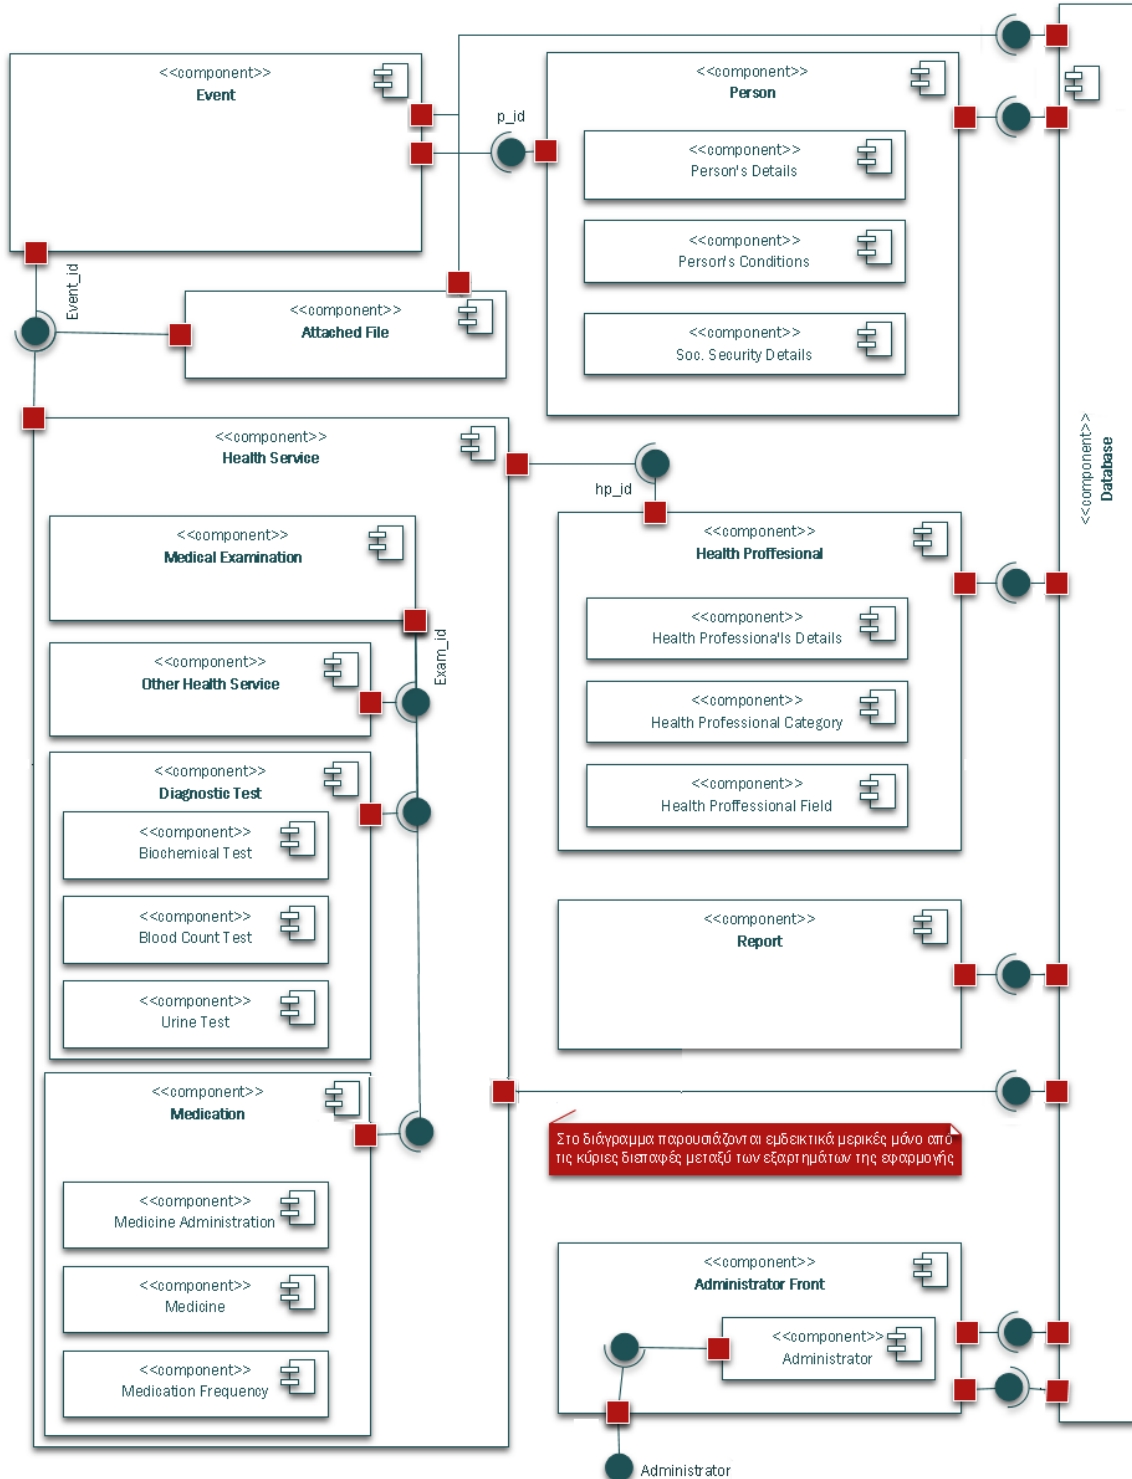 <<component>>
Event
p_id
<<component>>
Person
<<component>>
Person's Details
<<component>>
Person's Conditions
<<component>>
Soc. Security Details
Event_id
<<component>>
Attached File
<<component>>
Database
<<component>>
Health Service
hp_id
<<component>>
Medical Examination
Exam_id
<<component>>
Other Health Service
<<component>>
Diagnostic Test
<<component>>
Biochemical Test
<<component>>
Blood Count Test
<<component>>
Urine Test
<<component>>
Medication
<<component>>
Medicine Administration
<<component>>
Medicine
<<component>>
Medication Frequency
<<component>>
Health Proffesional
<<component>>
Health Professiona'ls Details
<<component>>
Health Professional Category
<<component>>
Health Proffessional Field
<<component>>
Report
Στο διάγραμμα παρουσιάζονται εμδεικτικά μερικές μόνο από
τις κύριες διεπαφές μεταξύ των εξαρτημάτων της εφαρμογής
<<component>>
Administrator Front
<<component>>
Administrator
Administrator